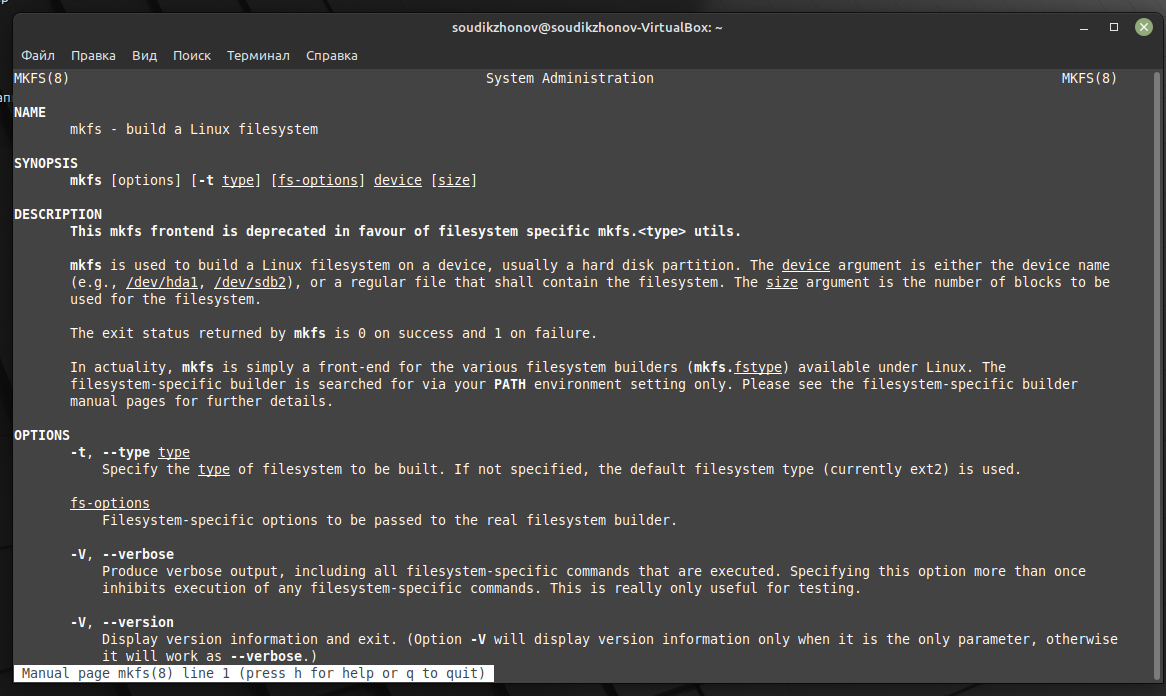 soudikzhonov@soudikzhonov-VirtualBox: ~
Файл Правка Вид Поиск Терминал Справка
MKFS(8) System Administration MKFS(8)
NAME
mkfs - build a Linux filesystem
SYNOPSIS
mkfs [options] [-t type] [fs-options] device [size]
DESCRIPTION
This mkfs frontend is deprecated in favour of filesystem specific mkfs.<type> utils.
mkfs is used to build a Linux filesystem on a device, usually a hard disk partition. The device argument is either the device name
(e.g., /dev/hda1, /dev/sdb2), or a regular file that shall contain the filesystem. The size argument is the number of blocks to be
used for the filesystem.
The exit status returned by mkfs is 0 on success and 1 on failure.
In actuality, mkfs is simply a front-end for the various filesystem builders (mkfs.fstype) available under Linux. The
filesystem-specific builder is searched for via your PATH environment setting only. Please see the filesystem-specific builder
manual pages for further details.
OPTIONS
-t, --type type
Specify the type of filesystem to be built. If not specified, the default filesystem type (currently ext2) is used.
fs-options
Filesystem-specific options to be passed to the real filesystem builder.
-V, --verbose
Produce verbose output, including all filesystem-specific commands that are executed. Specifying this option more than once
inhibits execution of any filesystem-specific commands. This is really only useful for testing.
-V, --version
Display version information and exit. (Option -V will display version information only when it is the only parameter, otherwise
it will work as --verbose.)
Manual page mkfs(8) line 1 (press h for help or q to quit)